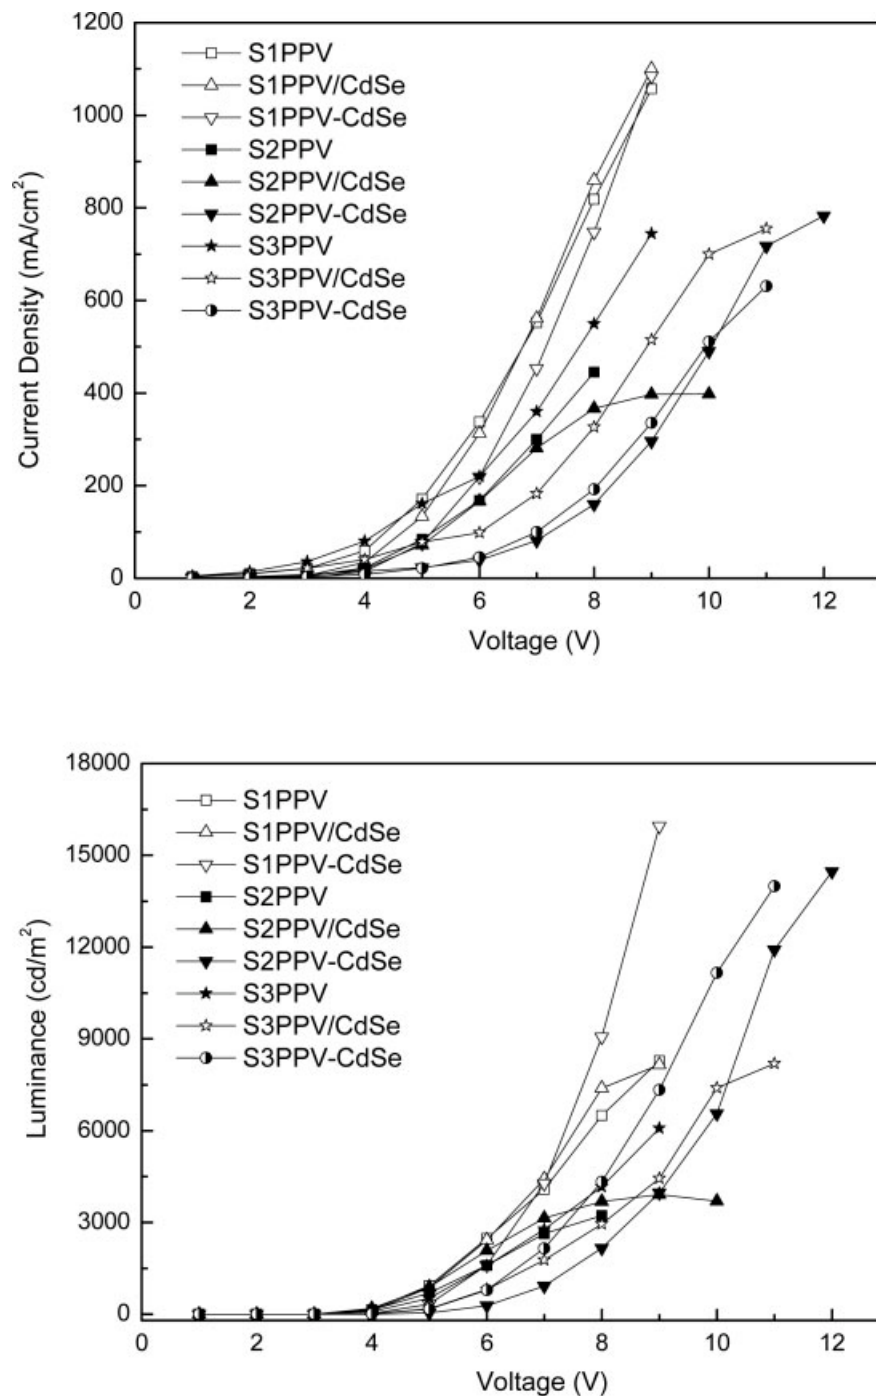 1200
1000
800
600
400
200
0
Current Density (mA/cm²)
S1PPV
S1PPV/CdSe
S1PPV-CdSe
S2PPV
S2PPV/CdSe
S2PPV-CdSe
S3PPV
S3PPV/CdSe
S3PPV-CdSe
0 2 4 6 8 10 12
Voltage (V)
18000
15000
12000
9000
6000
3000
0
Luminance (cd/m²)
S1PPV
S1PPV/CdSe
S1PPV-CdSe
S2PPV
S2PPV/CdSe
S2PPV-CdSe
S3PPV
S3PPV/CdSe
S3PPV-CdSe
0 2 4 6 8 10 12
Voltage (V)